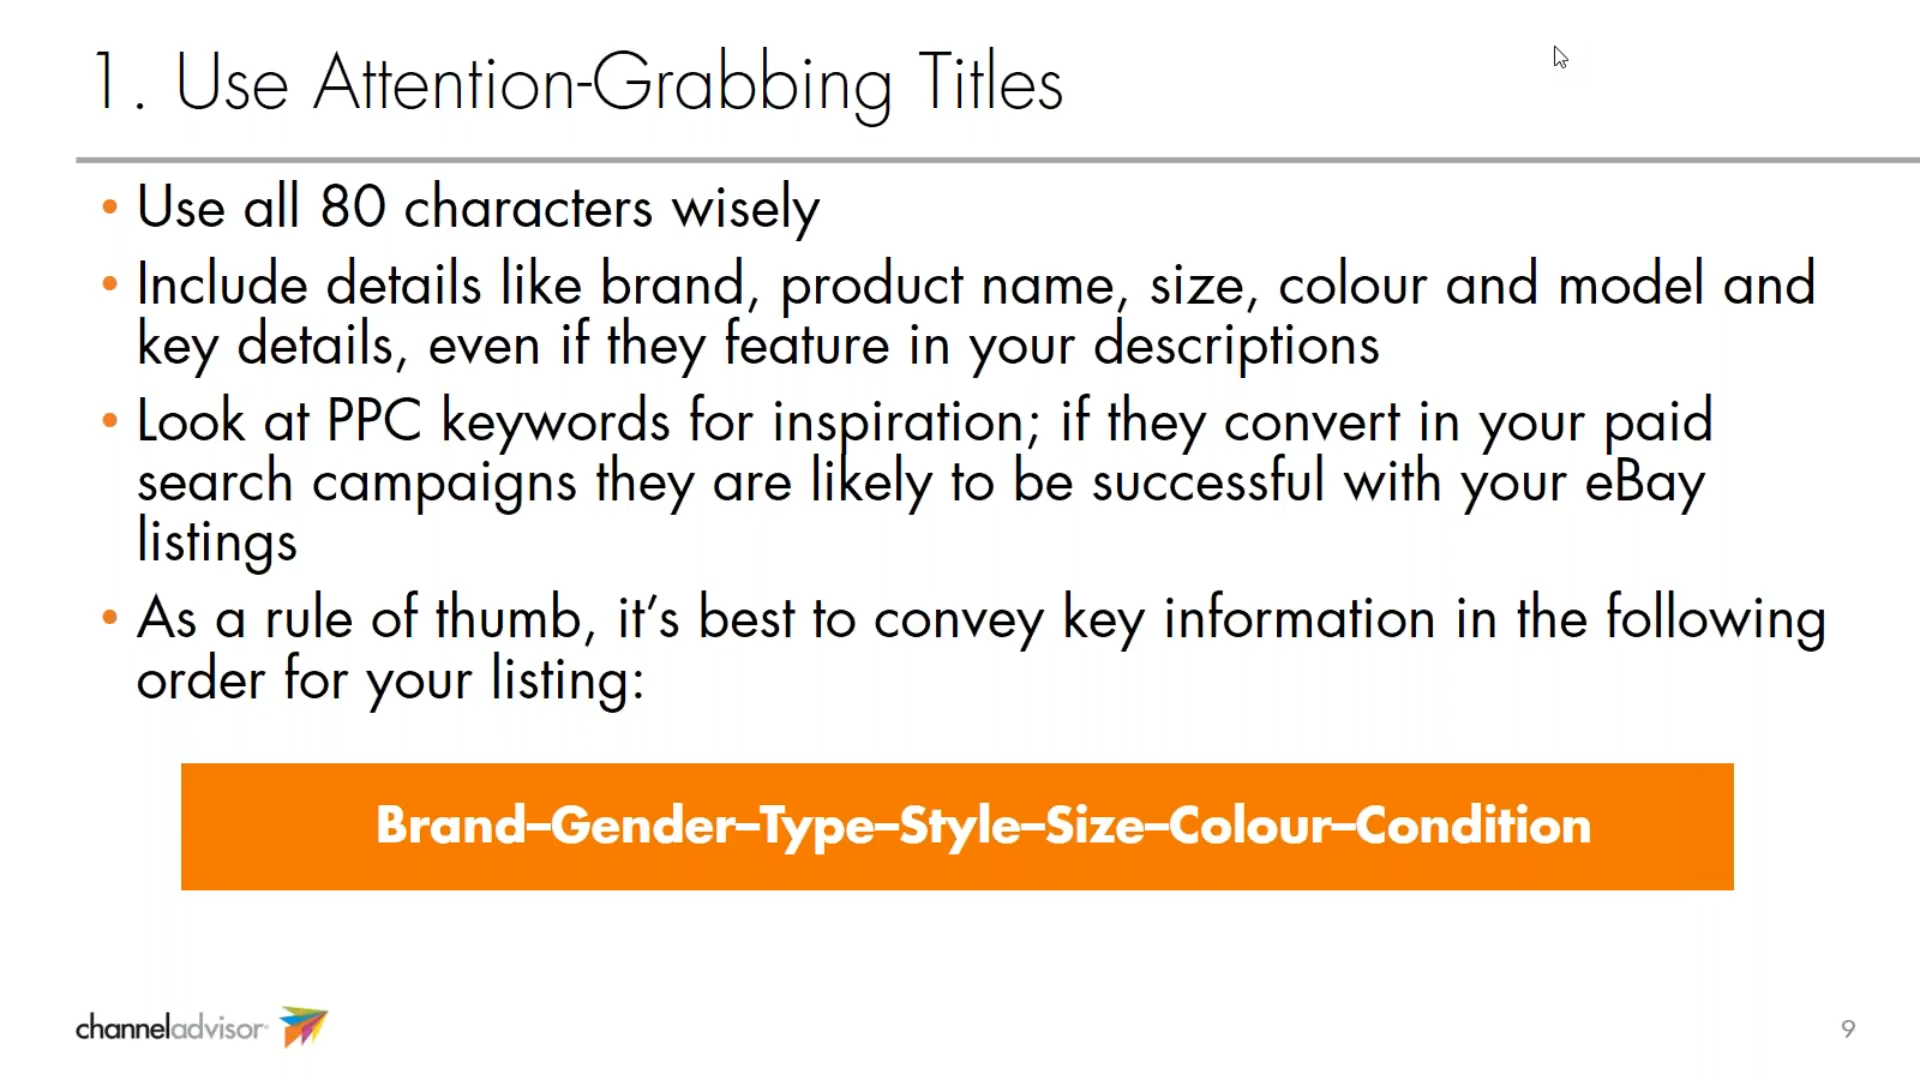 1. Use Attention-Grabbing Titles
• Use all 80 characters wisely
• Include details like brand, product name, size, colour and model and
key details, even if they feature in your descriptions
• Look at PPC keywords for inspiration; if they convert in your paid
search campaigns they are likely to be successful with your eBay
listings
• As a rule of thumb, it’s best to convey key information in the following
order for your listing:
Brand–Gender–Type–Style–Size–Colour–Condition
channeladvisor
9